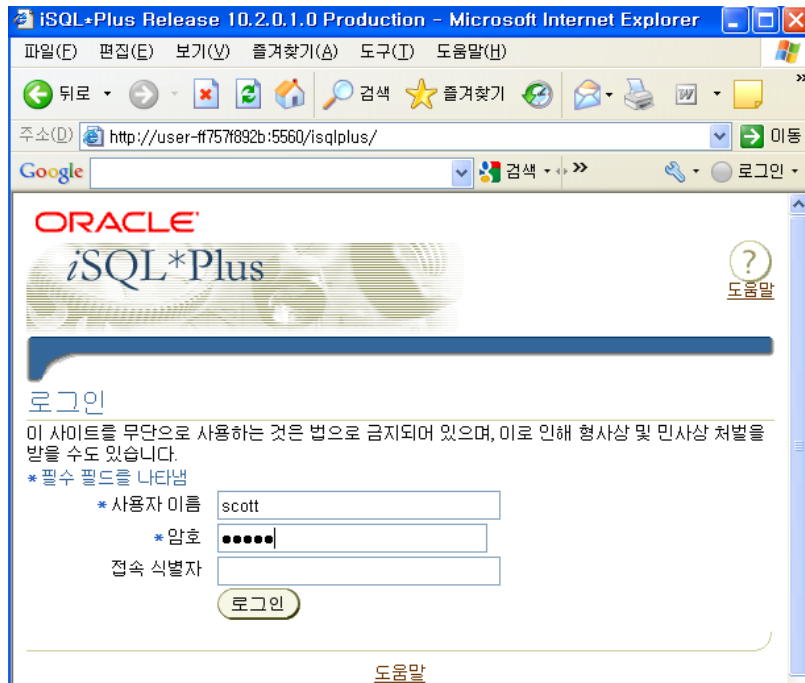 iSQL*Plus Release 10.2.0.1.0 Production - Microsoft Internet Explorer
파일(F) 편집(E) 보기(V) 즐겨찾기(A) 도구(T) 도움말(H)
뒤로 검색 즐겨찾기
주소(D) http://user-ff757f892b:5560/isqlplus/ 이동
Google 검색 로그인
ORACLE
iSQL*Plus
도움말
로그인
이 사이트를 무단으로 사용하는 것은 법으로 금지되어 있으며, 이로 인해 형사상 및 민사상 처벌을
받을 수도 있습니다.
* 필수 필드를 나타냄
* 사용자 이름 scott
* 암호 •••••
접속 식별자
로그인
도움말